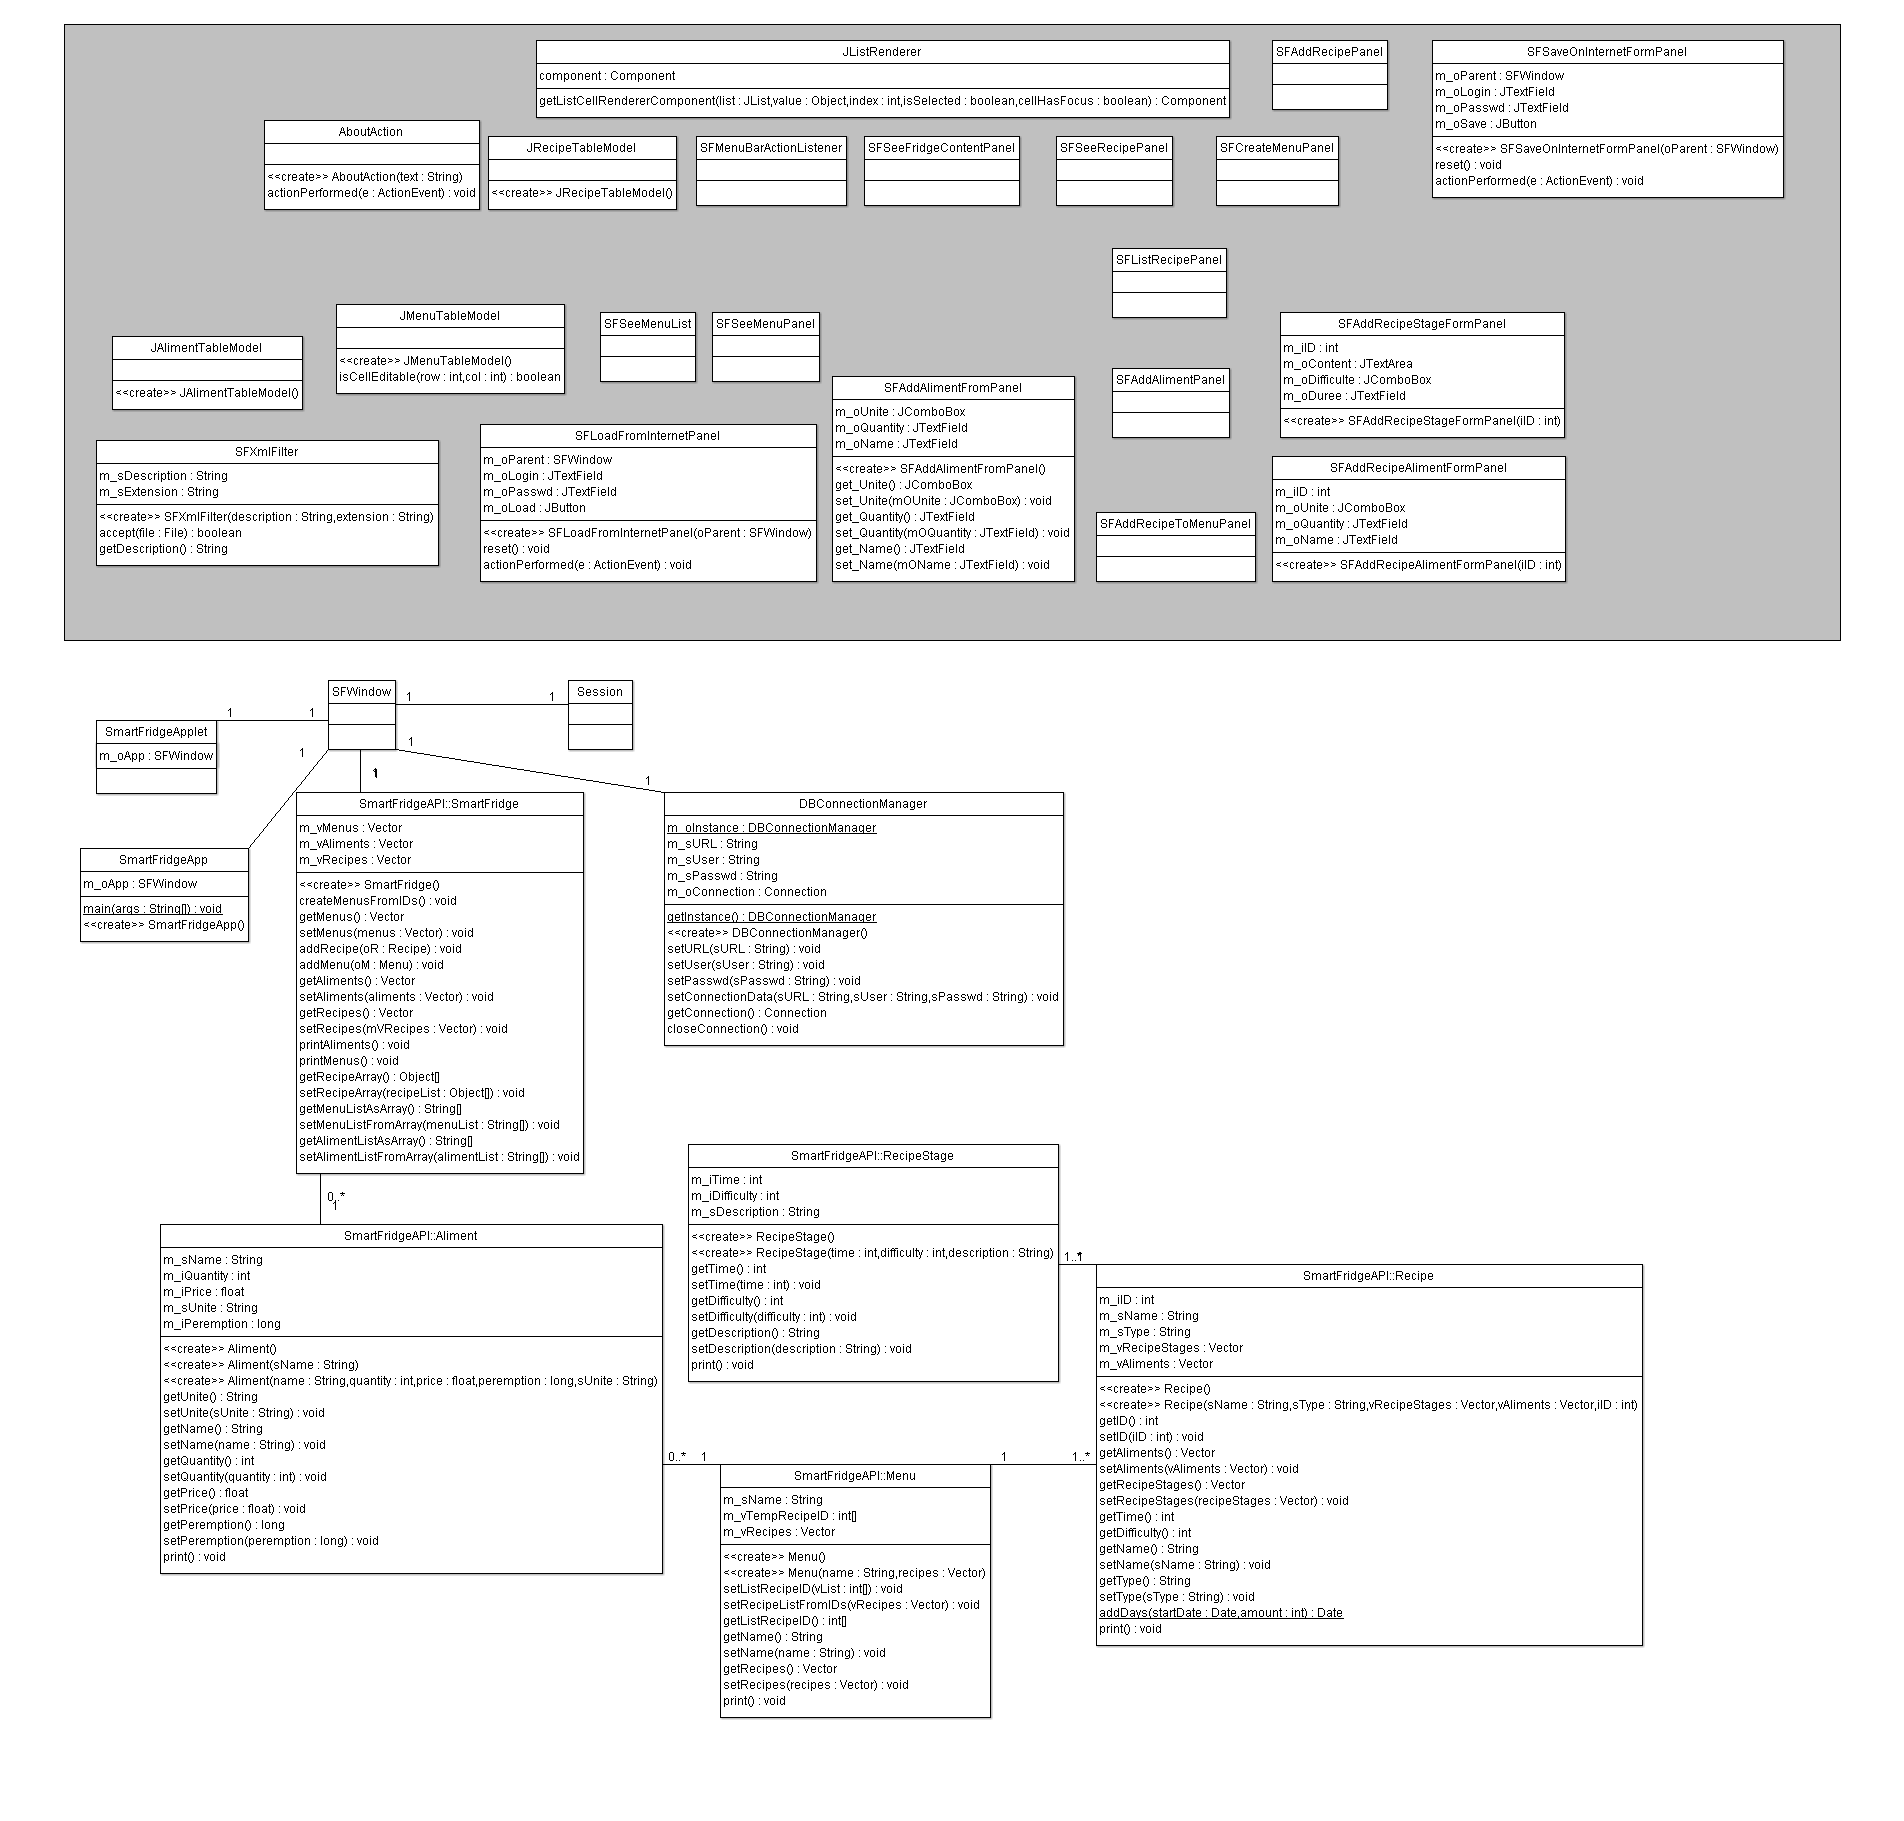 JListRenderer
component : Component
getListCellRendererComponent(list : JList,value : Object,index : int,isSelected : boolean,cellHasFocus : boolean) : Component
SFAddRecipePanel
SFSaveOnInternetFormPanel
m_oParent : SFWindow
m_oLogin : JTextField
m_oPasswd : JTextField
m_oSave : JButton
<<create>> SFSaveOnInternetFormPanel(oParent : SFWindow)
reset() : void
actionPerformed(e : ActionEvent) : void
AboutAction
<<create>> AboutAction(text : String)
actionPerformed(e : ActionEvent) : void
JRecipeTableModel
<<create>> JRecipeTableModel()
SFMenuBarActionListener
SFSeeFridgeContentPanel
SFSeeRecipePanel
SFCreateMenuPanel
SFListRecipePanel
JAlimentTableModel
<<create>> JAlimentTableModel()
JMenuTableModel
<<create>> JMenuTableModel()
isCellEditable(row : int,col : int) : boolean
SFSeeMenuList
SFSeeMenuPanel
SFAddAlimentFromPanel
m_oUnite : JComboBox
m_oQuantity : JTextField
m_oName : JTextField
<<create>> SFAddAlimentFromPanel()
get_Unite() : JComboBox
set_Unite(mOUnite : JComboBox) : void
get_Quantity() : JTextField
set_Quantity(mOQuantity : JTextField) : void
get_Name() : JTextField
set_Name(mOName : JTextField) : void
SFAddAlimentPanel
SFAddRecipeStageFormPanel
m_iID : int
m_oContent : JTextArea
m_oDifficulte : JComboBox
m_oDuree : JTextField
<<create>> SFAddRecipeStageFormPanel(iID : int)
SFXmlFilter
m_sDescription : String
m_sExtension : String
<<create>> SFXmlFilter(description : String,extension : String)
accept(file : File) : boolean
getDescription() : String
SFLoadFromInternetPanel
m_oParent : SFWindow
m_oLogin : JTextField
m_oPasswd : JTextField
m_oLoad : JButton
<<create>> SFLoadFromInternetPanel(oParent : SFWindow)
reset() : void
actionPerformed(e : ActionEvent) : void
SFAddRecipeToMenuPanel
SFAddRecipeAlimentFormPanel
m_iID : int
m_oUnite : JComboBox
m_oQuantity : JTextField
m_oName : JTextField
<<create>> SFAddRecipeAlimentFormPanel(iID : int)
SFWindow
Session
1
1
1
1
1
1
1
1
SmartFridgeApplet
m_oApp : SFWindow
SmartFridgeApp
m_oApp : SFWindow
main(args : String[]) : void
<<create>> SmartFridgeApp()
SmartFridgeAPI::SmartFridge
m_vMenus : Vector
m_vAliments : Vector
m_vRecipes : Vector
<<create>> SmartFridge()
createMenusFromIDs() : void
getMenus() : Vector
setMenus(menus : Vector) : void
addRecipe(oR : Recipe) : void
addMenu(oM : Menu) : void
getAliments() : Vector
setAliments(aliments : Vector) : void
getRecipes() : Vector
setRecipes(mVRecipes : Vector) : void
printAliments() : void
printMenus() : void
getRecipeArray() : Object[]
setRecipeArray(recipeList : Object[]) : void
getMenuListAsArray() : String[]
setMenuListFromArray(menuList : String[]) : void
getAlimentListAsArray() : String[]
setAlimentListFromArray(alimentList : String[]) : void
DBConnectionManager
m_oInstance : DBConnectionManager
m_sURL : String
m_sUser : String
m_sPasswd : String
m_oConnection : Connection
getInstance() : DBConnectionManager
<<create>> DBConnectionManager()
setURL(sURL : String) : void
setUser(sUser : String) : void
setPasswd(sPasswd : String) : void
setConnectionData(sURL : String,sUser : String,sPasswd : String) : void
getConnection() : Connection
closeConnection() : void
0..*
1
SmartFridgeAPI::Aliment
m_sName : String
m_iQuantity : int
m_iPrice : float
m_sUnite : String
m_iPeremption : long
<<create>> Aliment()
<<create>> Aliment(sName : String)
<<create>> Aliment(name : String,quantity : int,price : float,peremption : long,sUnite : String)
getUnite() : String
setUnite(sUnite : String) : void
getName() : String
setName(name : String) : void
getQuantity() : int
setQuantity(quantity : int) : void
getPrice() : float
setPrice(price : float) : void
getPeremption() : long
setPeremption(peremption : long) : void
print() : void
SmartFridgeAPI::RecipeStage
m_iTime : int
m_iDifficulty : int
m_sDescription : String
<<create>> RecipeStage()
<<create>> RecipeStage(time : int,difficulty : int,description : String)
getTime() : int
setTime(time : int) : void
getDifficulty() : int
setDifficulty(difficulty : int) : void
getDescription() : String
setDescription(description : String) : void
print() : void
1..*
1
SmartFridgeAPI::Recipe
m_iID : int
m_sName : String
m_sType : String
m_vRecipeStages : Vector
m_vAliments : Vector
<<create>> Recipe()
<<create>> Recipe(sName : String,sType : String,vRecipeStages : Vector,vAliments : Vector,iID : int)
getID() : int
setID(iID : int) : void
getAliments() : Vector
setAliments(vAliments : Vector) : void
getRecipeStages() : Vector
setRecipeStages(recipeStages : Vector) : void
getTime() : int
getDifficulty() : int
getName() : String
setName(sName : String) : void
getType() : String
setType(sType : String) : void
addDays(startDate : Date,amount : int) : Date
print() : void
0..*
1
1
1..*
SmartFridgeAPI::Menu
m_sName : String
m_vTempRecipeID : int[]
m_vRecipes : Vector
<<create>> Menu()
<<create>> Menu(name : String,recipes : Vector)
setListRecipeID(vList : int[]) : void
setRecipeListFromIDs(vRecipes : Vector) : void
getListRecipeID() : int[]
getName() : String
setName(name : String) : void
getRecipes() : Vector
setRecipes(recipes : Vector) : void
print() : void